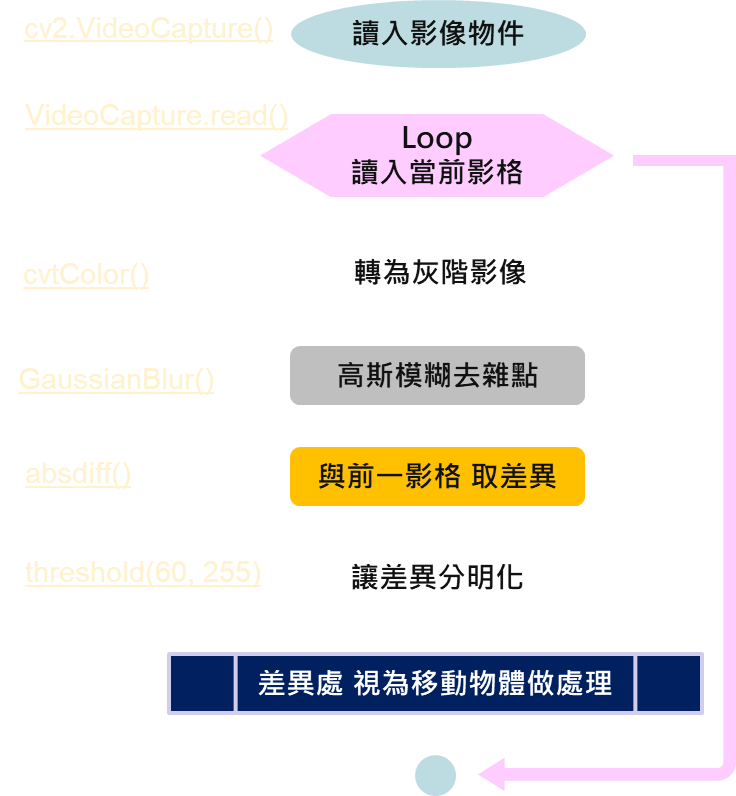 cv2.VideoCapture()
讀入影像物件
VideoCapture.read()
Loop
讀入當前影格
cvtColor()
轉為灰階影像
GaussianBlur()
高斯模糊去雜點
absdiff()
與前一影格 取差異
threshold(60, 255)
讓差異分明化
差異處 視為移動物體做處理